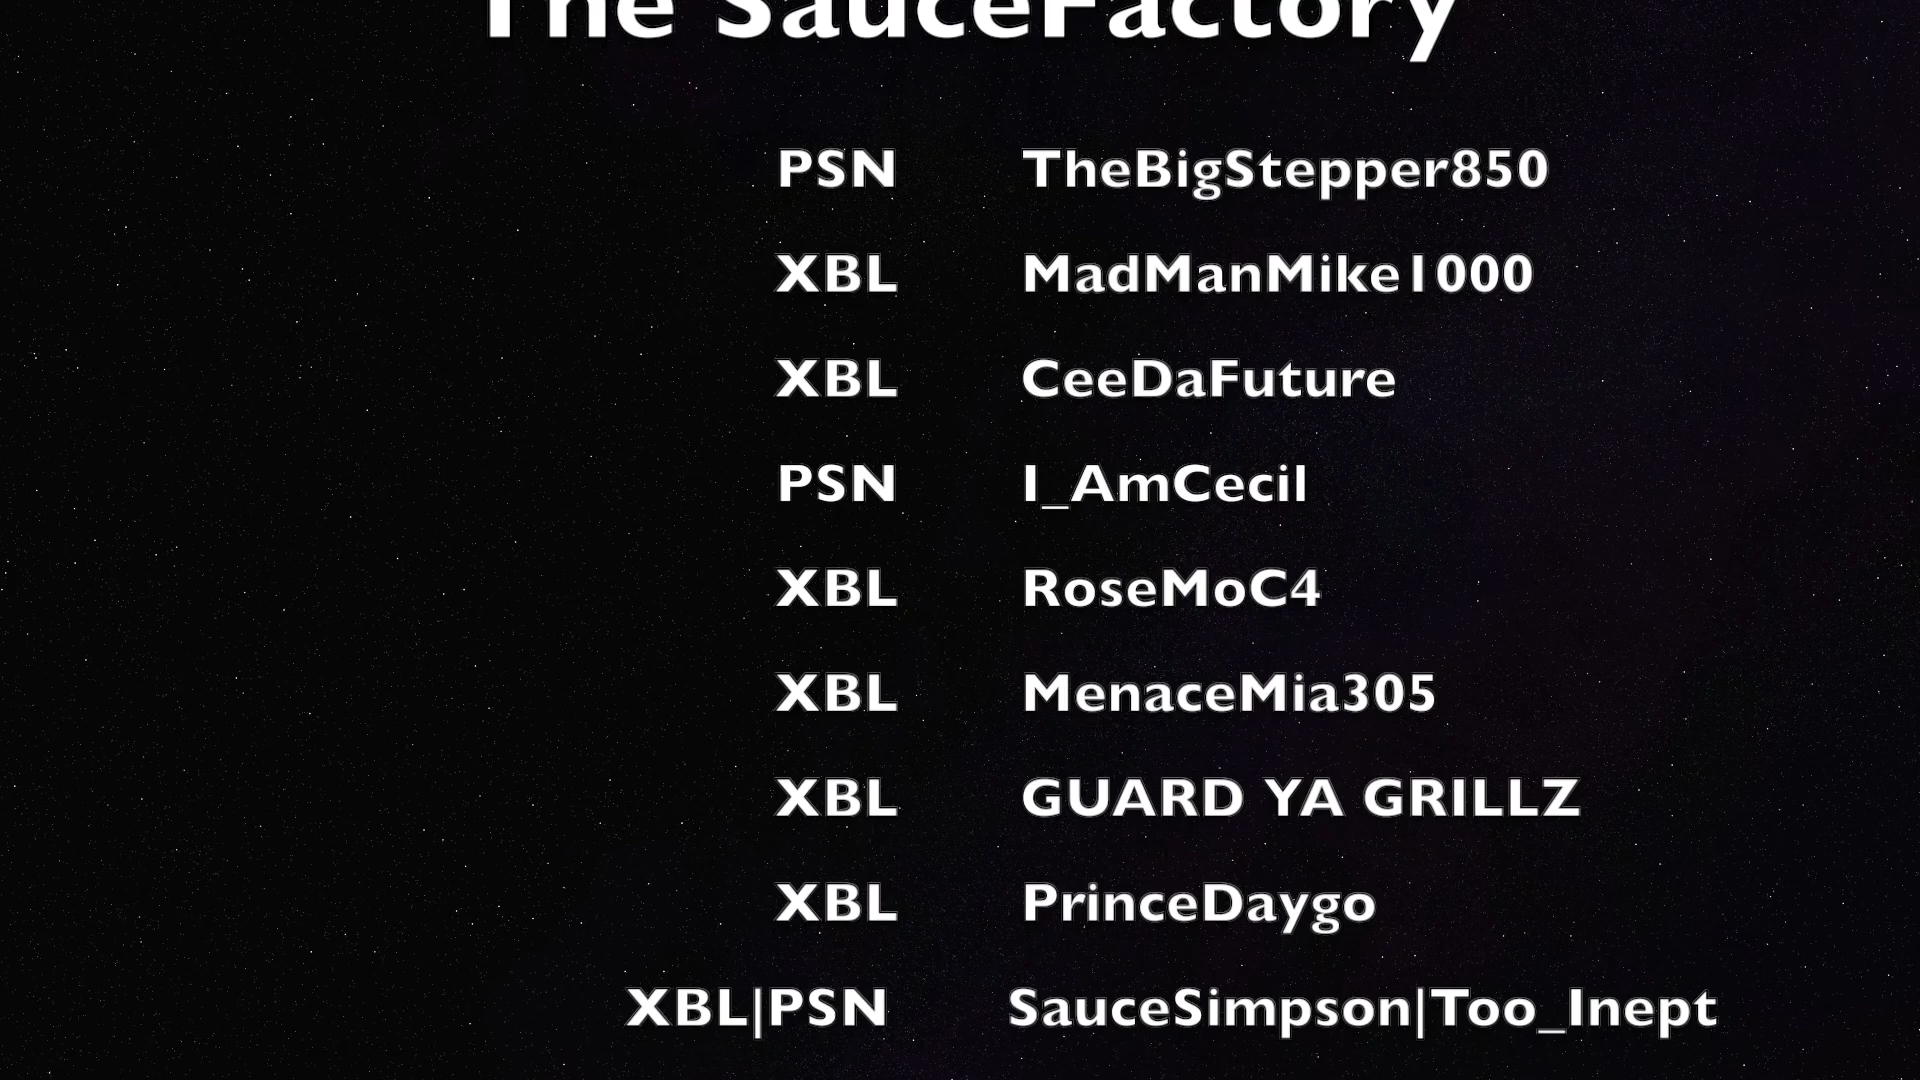 The SauceFactory
PSN TheBigStepper850
XBL MadManMike1000
XBL CeeDaFuture
PSN I_AmCecil
XBL RoseMoC4
XBL MenaceMia305
XBL GUARD YA GRILLZ
XBL PrinceDaygo
XBL|PSN SauceSimpson|Too_Inept